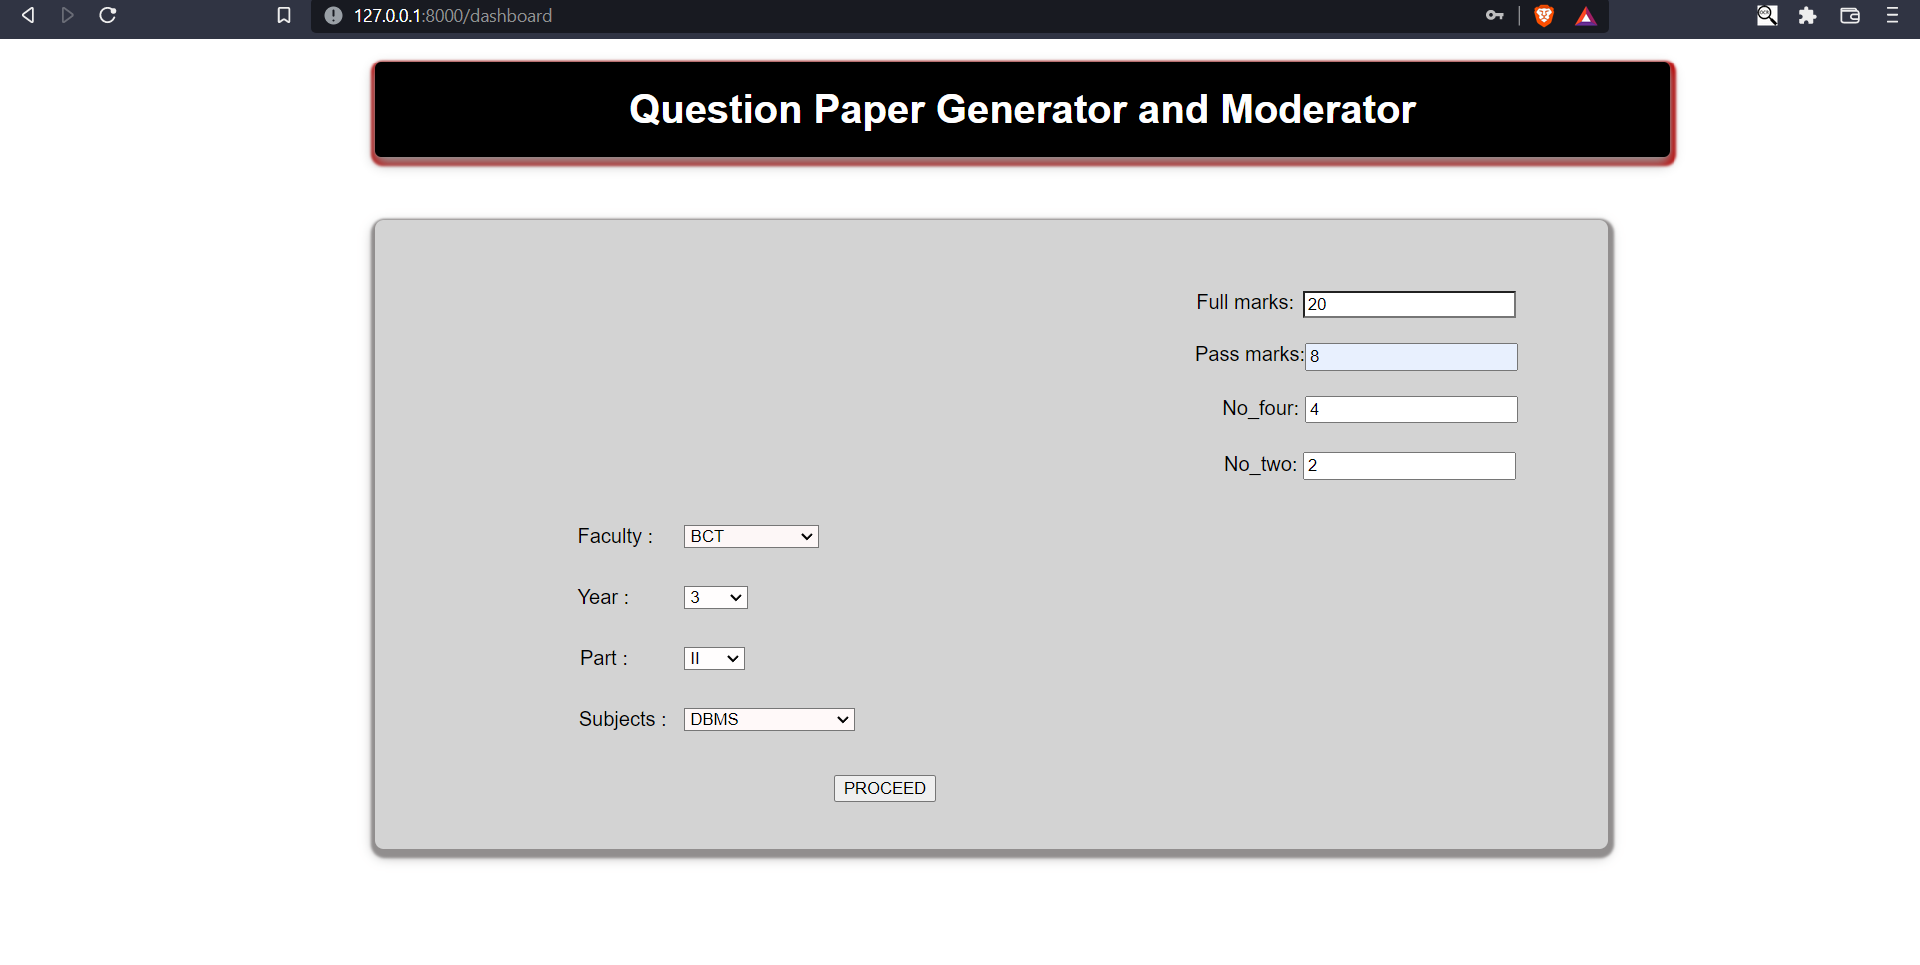 127.0.0.1:8000/dashboard
Question Paper Generator and Moderator
Full marks: 20
Pass marks: 8
No_four: 4
No_two: 2
Faculty : BCT
Year : 3
Part : II
Subjects : DBMS
PROCEED